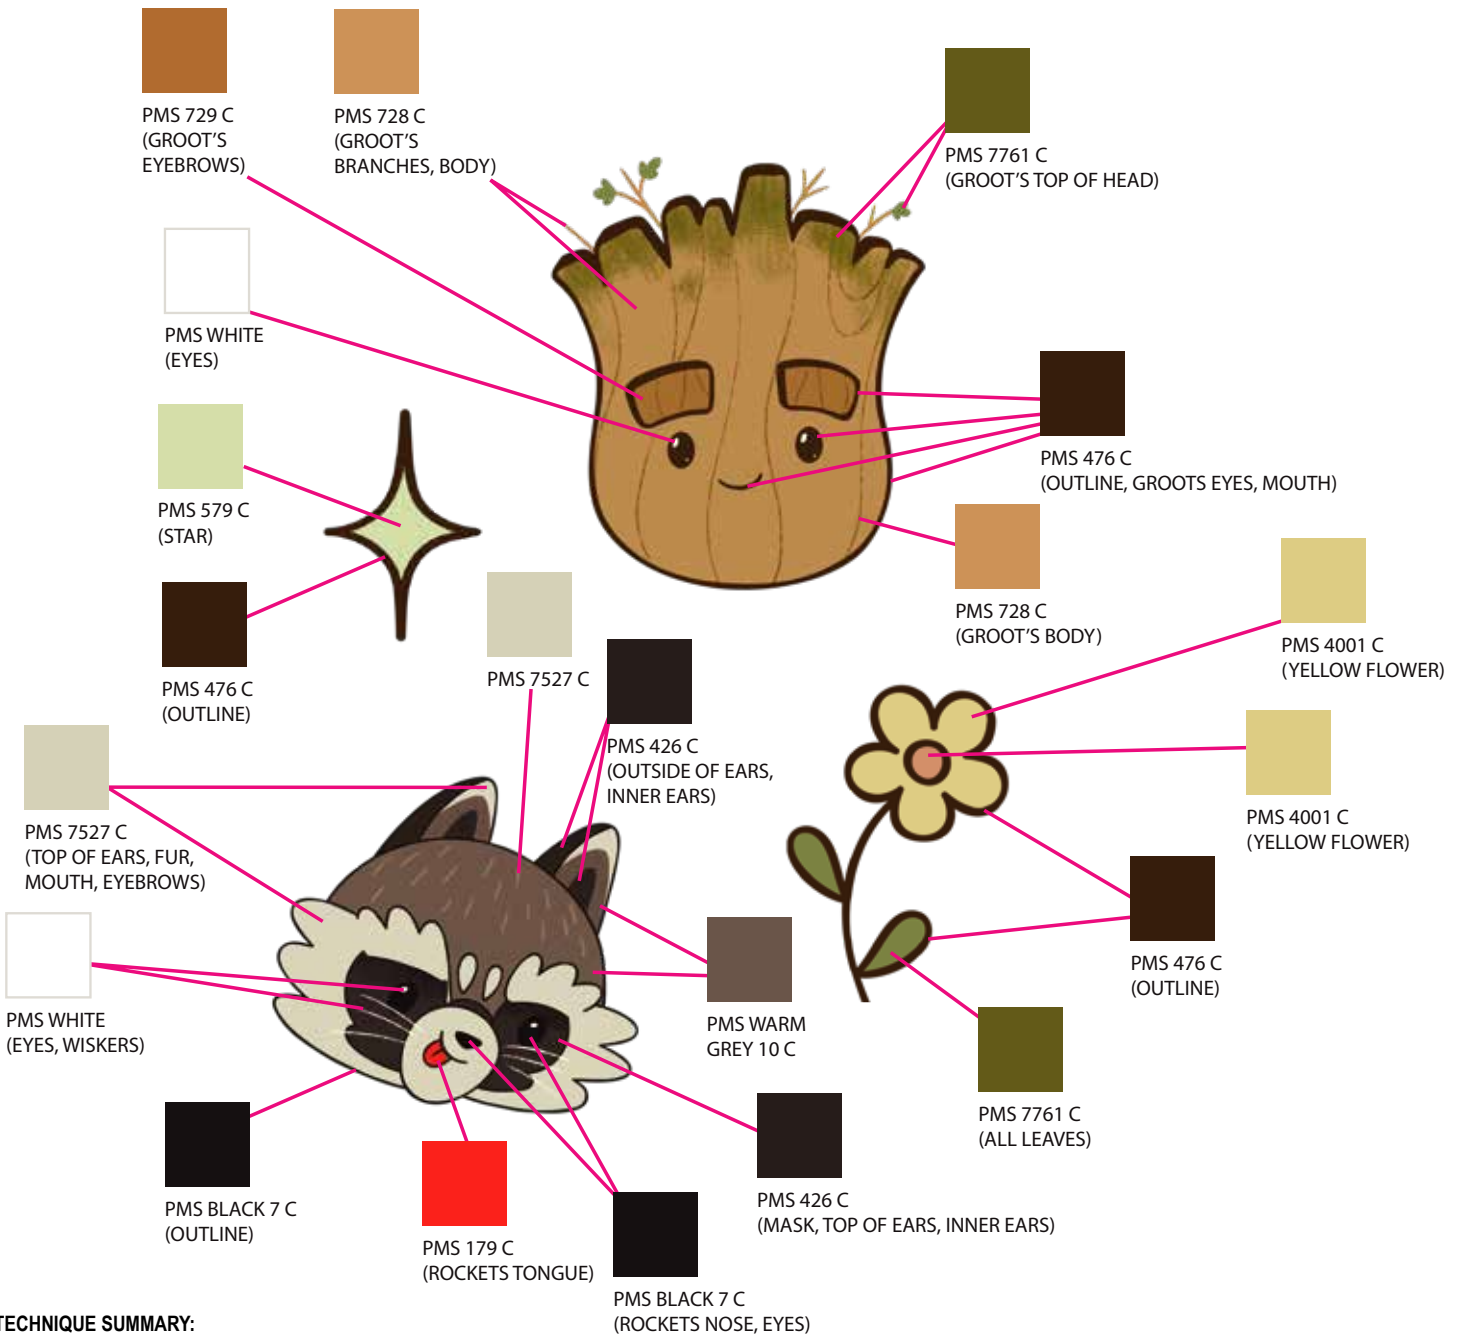 PMS 729 C
(GROOT'S
EYEBROWS)
PMS 728 C
(GROOT'S
BRANCHES, BODY)
PMS 7761 C
(GROOT'S TOP OF HEAD)
PMS WHITE
(EYES)
PMS 579 C
(STAR)
PMS 476 C
(OUTLINE, GROOTS EYES, MOUTH)
PMS 728 C
(GROOT'S BODY)
PMS 476 C
(OUTLINE)
PMS 7527 C
PMS 4001 C
(YELLOW FLOWER)
PMS 426 C
(OUTSIDE OF EARS,
INNER EARS)
PMS 7527 C
(TOP OF EARS, FUR,
MOUTH, EYEBROWS)
PMS 4001 C
(YELLOW FLOWER)
PMS 476 C
(OUTLINE)
PMS WHITE
(EYES, WISKERS)
PMS WARM
GREY 10 C
PMS 7761 C
(ALL LEAVES)
PMS BLACK 7 C
(OUTLINE)
PMS 179 C
(ROCKETS TONGUE)
PMS 426 C
(MASK, TOP OF EARS, INNER EARS)
PMS BLACK 7 C
(ROCKETS NOSE, EYES)
TECHNIQUE SUMMARY: